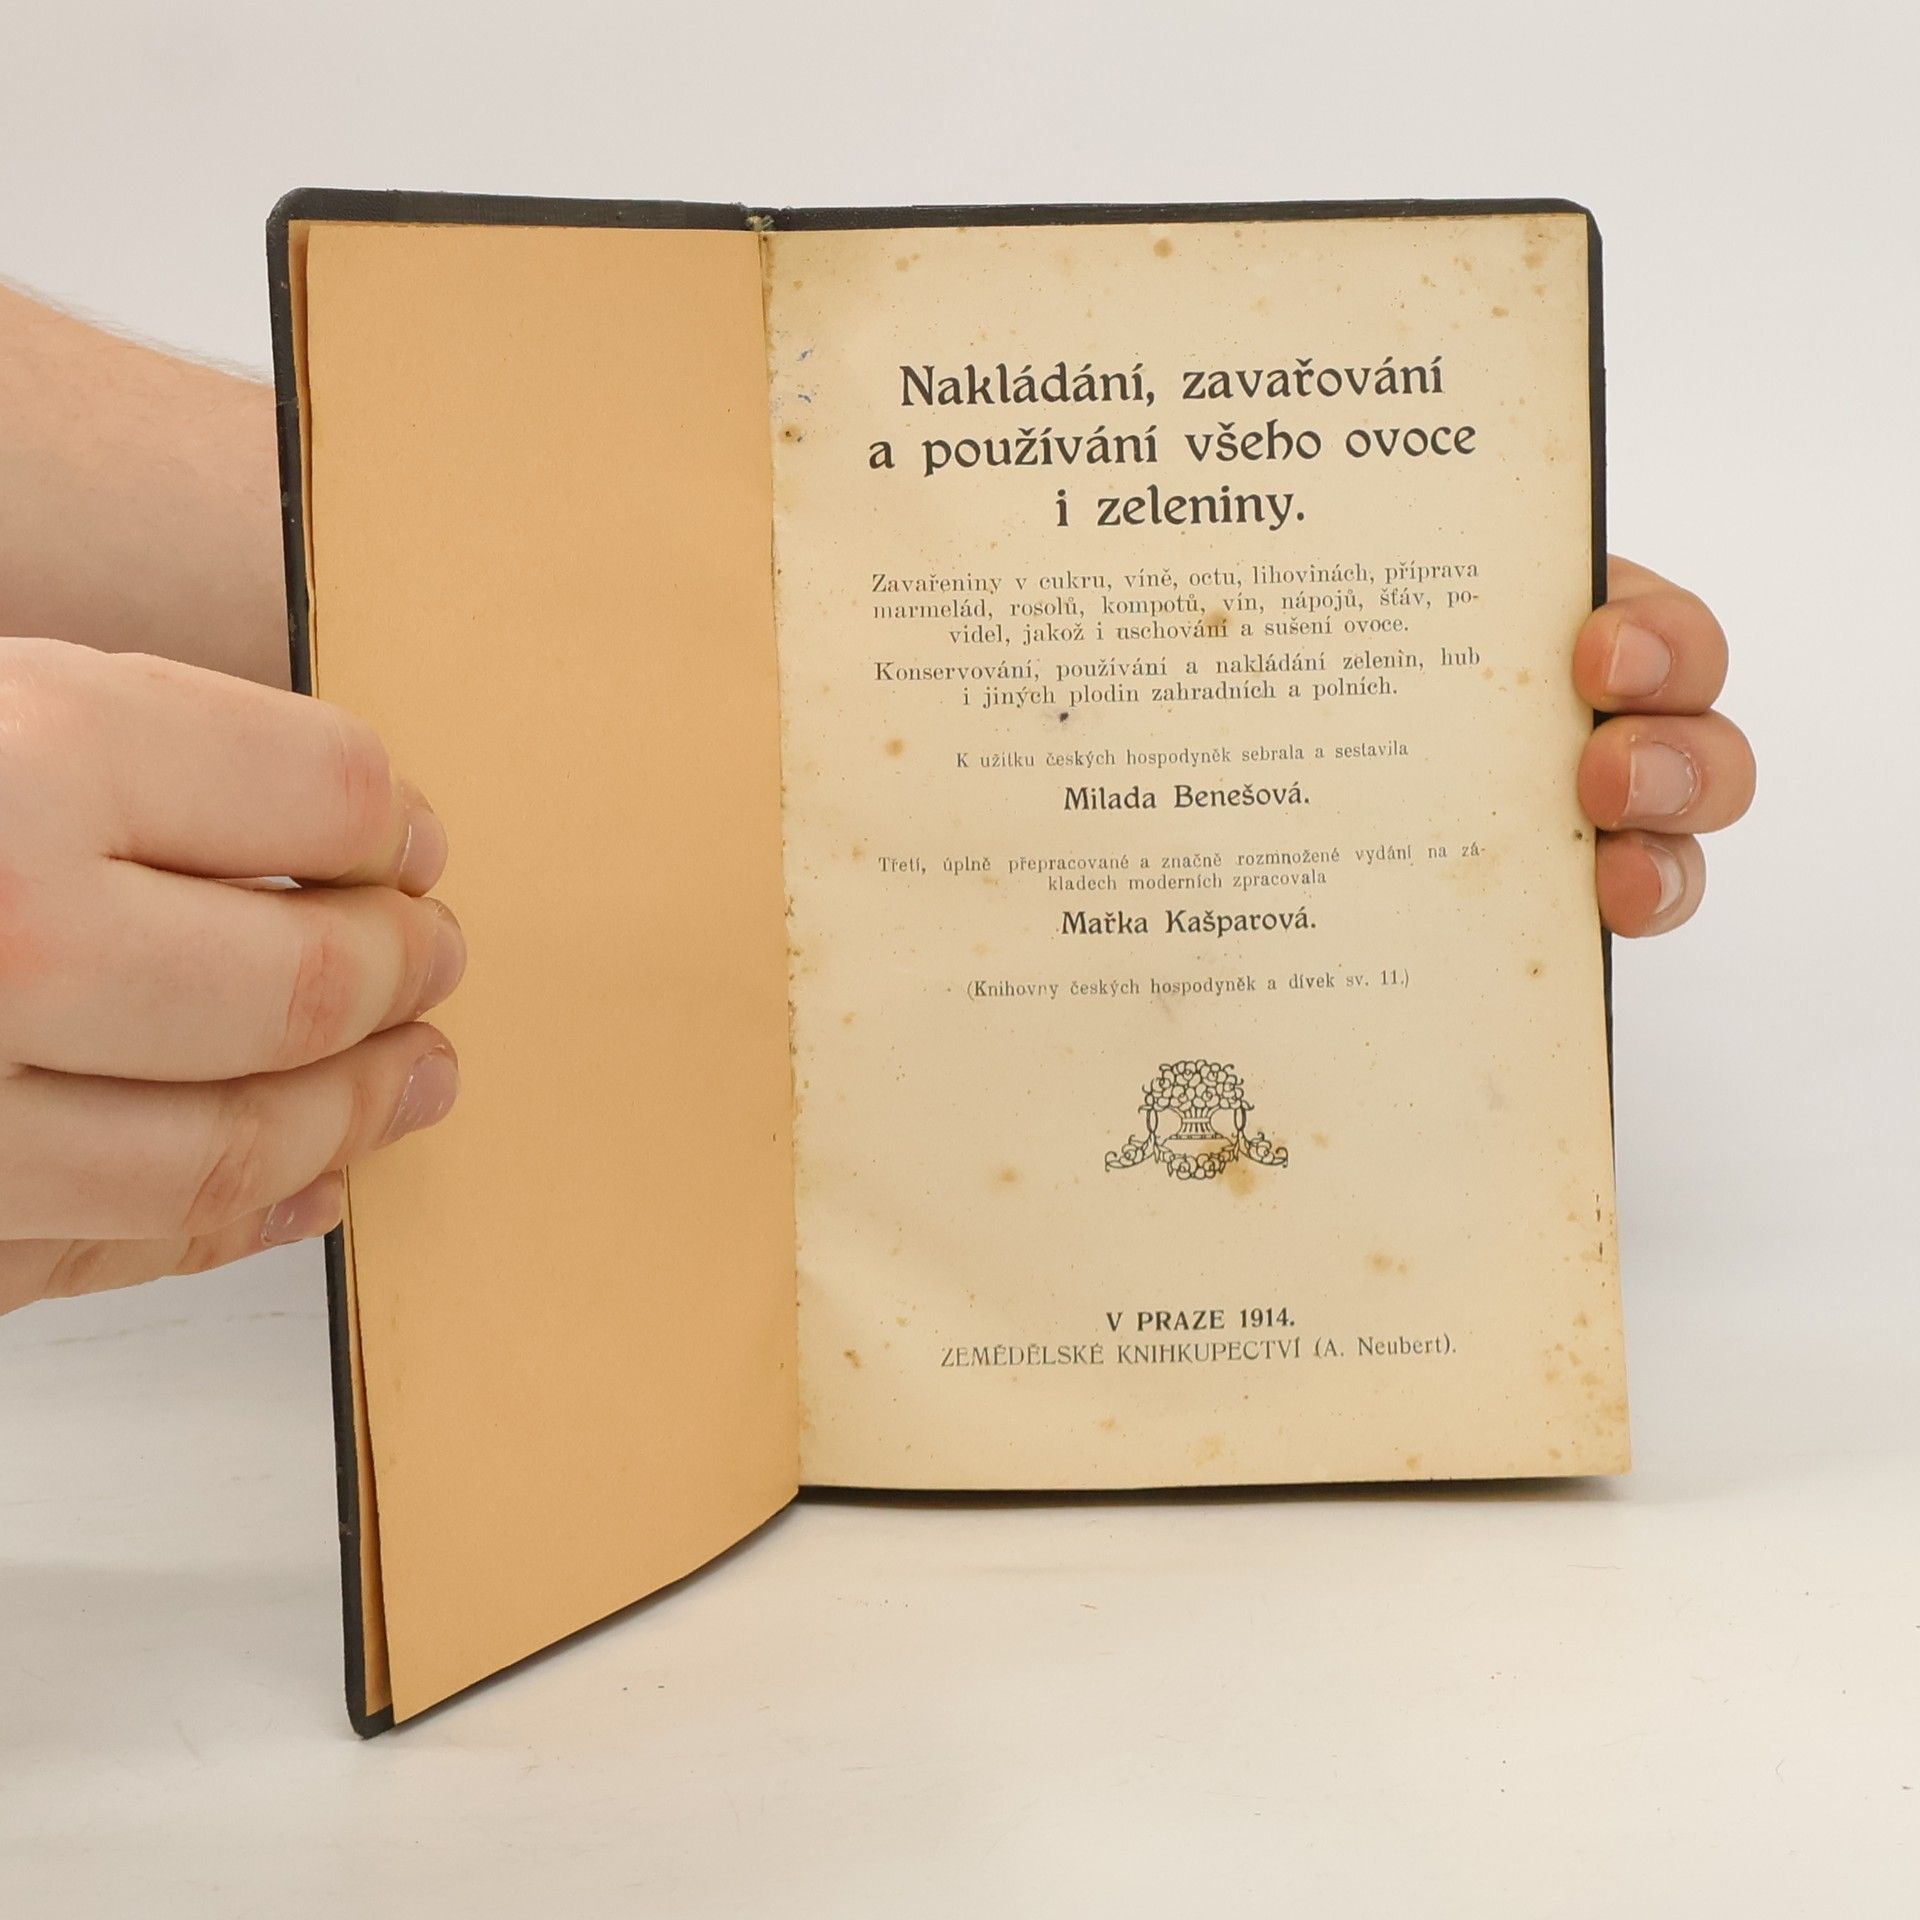 Nakládání, zavařování
a používání všeho ovoce
i zeleniny.
Zavařeniny v cukru, víně, octu, lihovinách, příprava
marmelád, rosolů, kompotů, vín, nápojů, šťáv, po-
videl, jakož i uschování a sušení ovoce.
Konservování, používání a nakládání zelenin, hub
i jiných plodin zahradních a polních.
K užitku českých hospodyněk sebrala a sestavila
Milada Benešová.
Třetí, úplně přepracované a značně rozmnožené vydání na zá-
kladech moderních zpracovala
Mařka Kašparová.
(Knihovny českých hospodyněk a dívek sv. 11.)
V PRAZE 1914.
ZEMĚDĚLSKÉ KNIHKUPECTVÍ (A. Neubert).